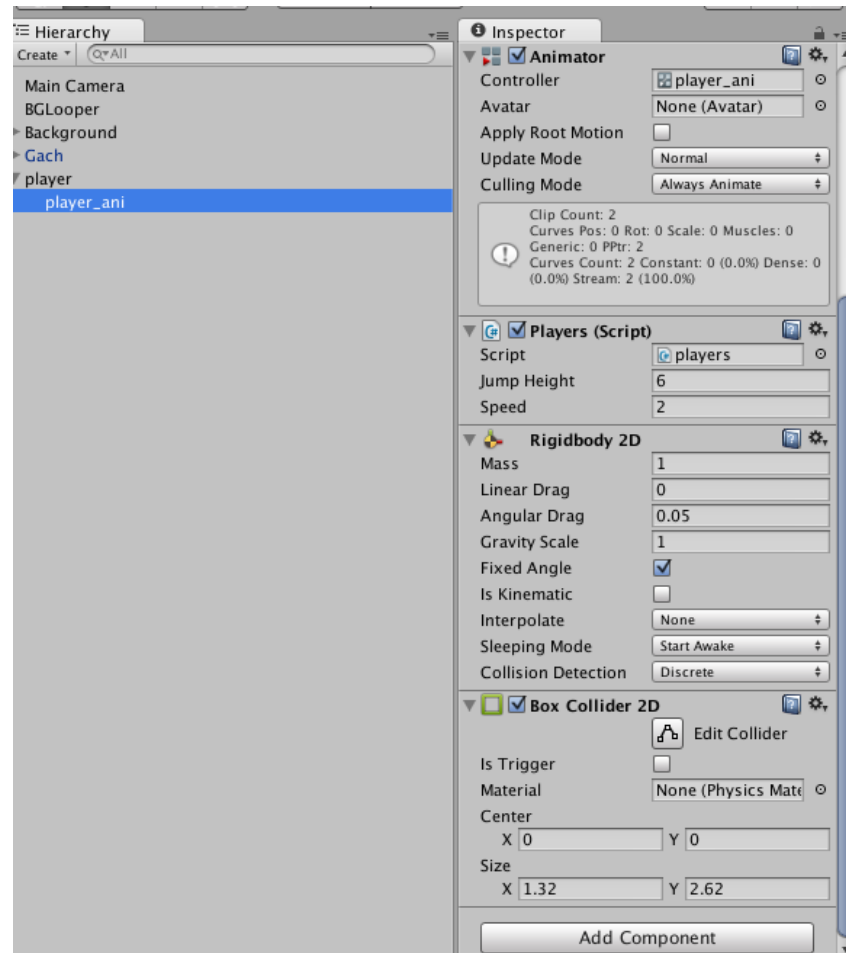 Hierarchy
Create
All
Main Camera
BGLooper
Background
Gach
player
player_ani
Inspector
Animator
Controller player_ani
Avatar None (Avatar)
Apply Root Motion
Update Mode Normal
Culling Mode Always Animate
Clip Count: 2
Curves Pos: 0 Rot: 0 Scale: 0 Muscles: 0
Generic: 0 PPtr: 2
Curves Count: 2 Constant: 0 (0.0%) Dense: 0
(0.0%) Stream: 2 (100.0%)
Players (Script)
Script players
Jump Height 6
Speed 2
Rigidbody 2D
Mass 1
Linear Drag 0
Angular Drag 0.05
Gravity Scale 1
Fixed Angle
Is Kinematic
Interpolate None
Sleeping Mode Start Awake
Collision Detection Discrete
Box Collider 2D
Edit Collider
Is Trigger
Material None (Physics Mate
Center
X 0 Y 0
Size
X 1.32 Y 2.62
Add Component